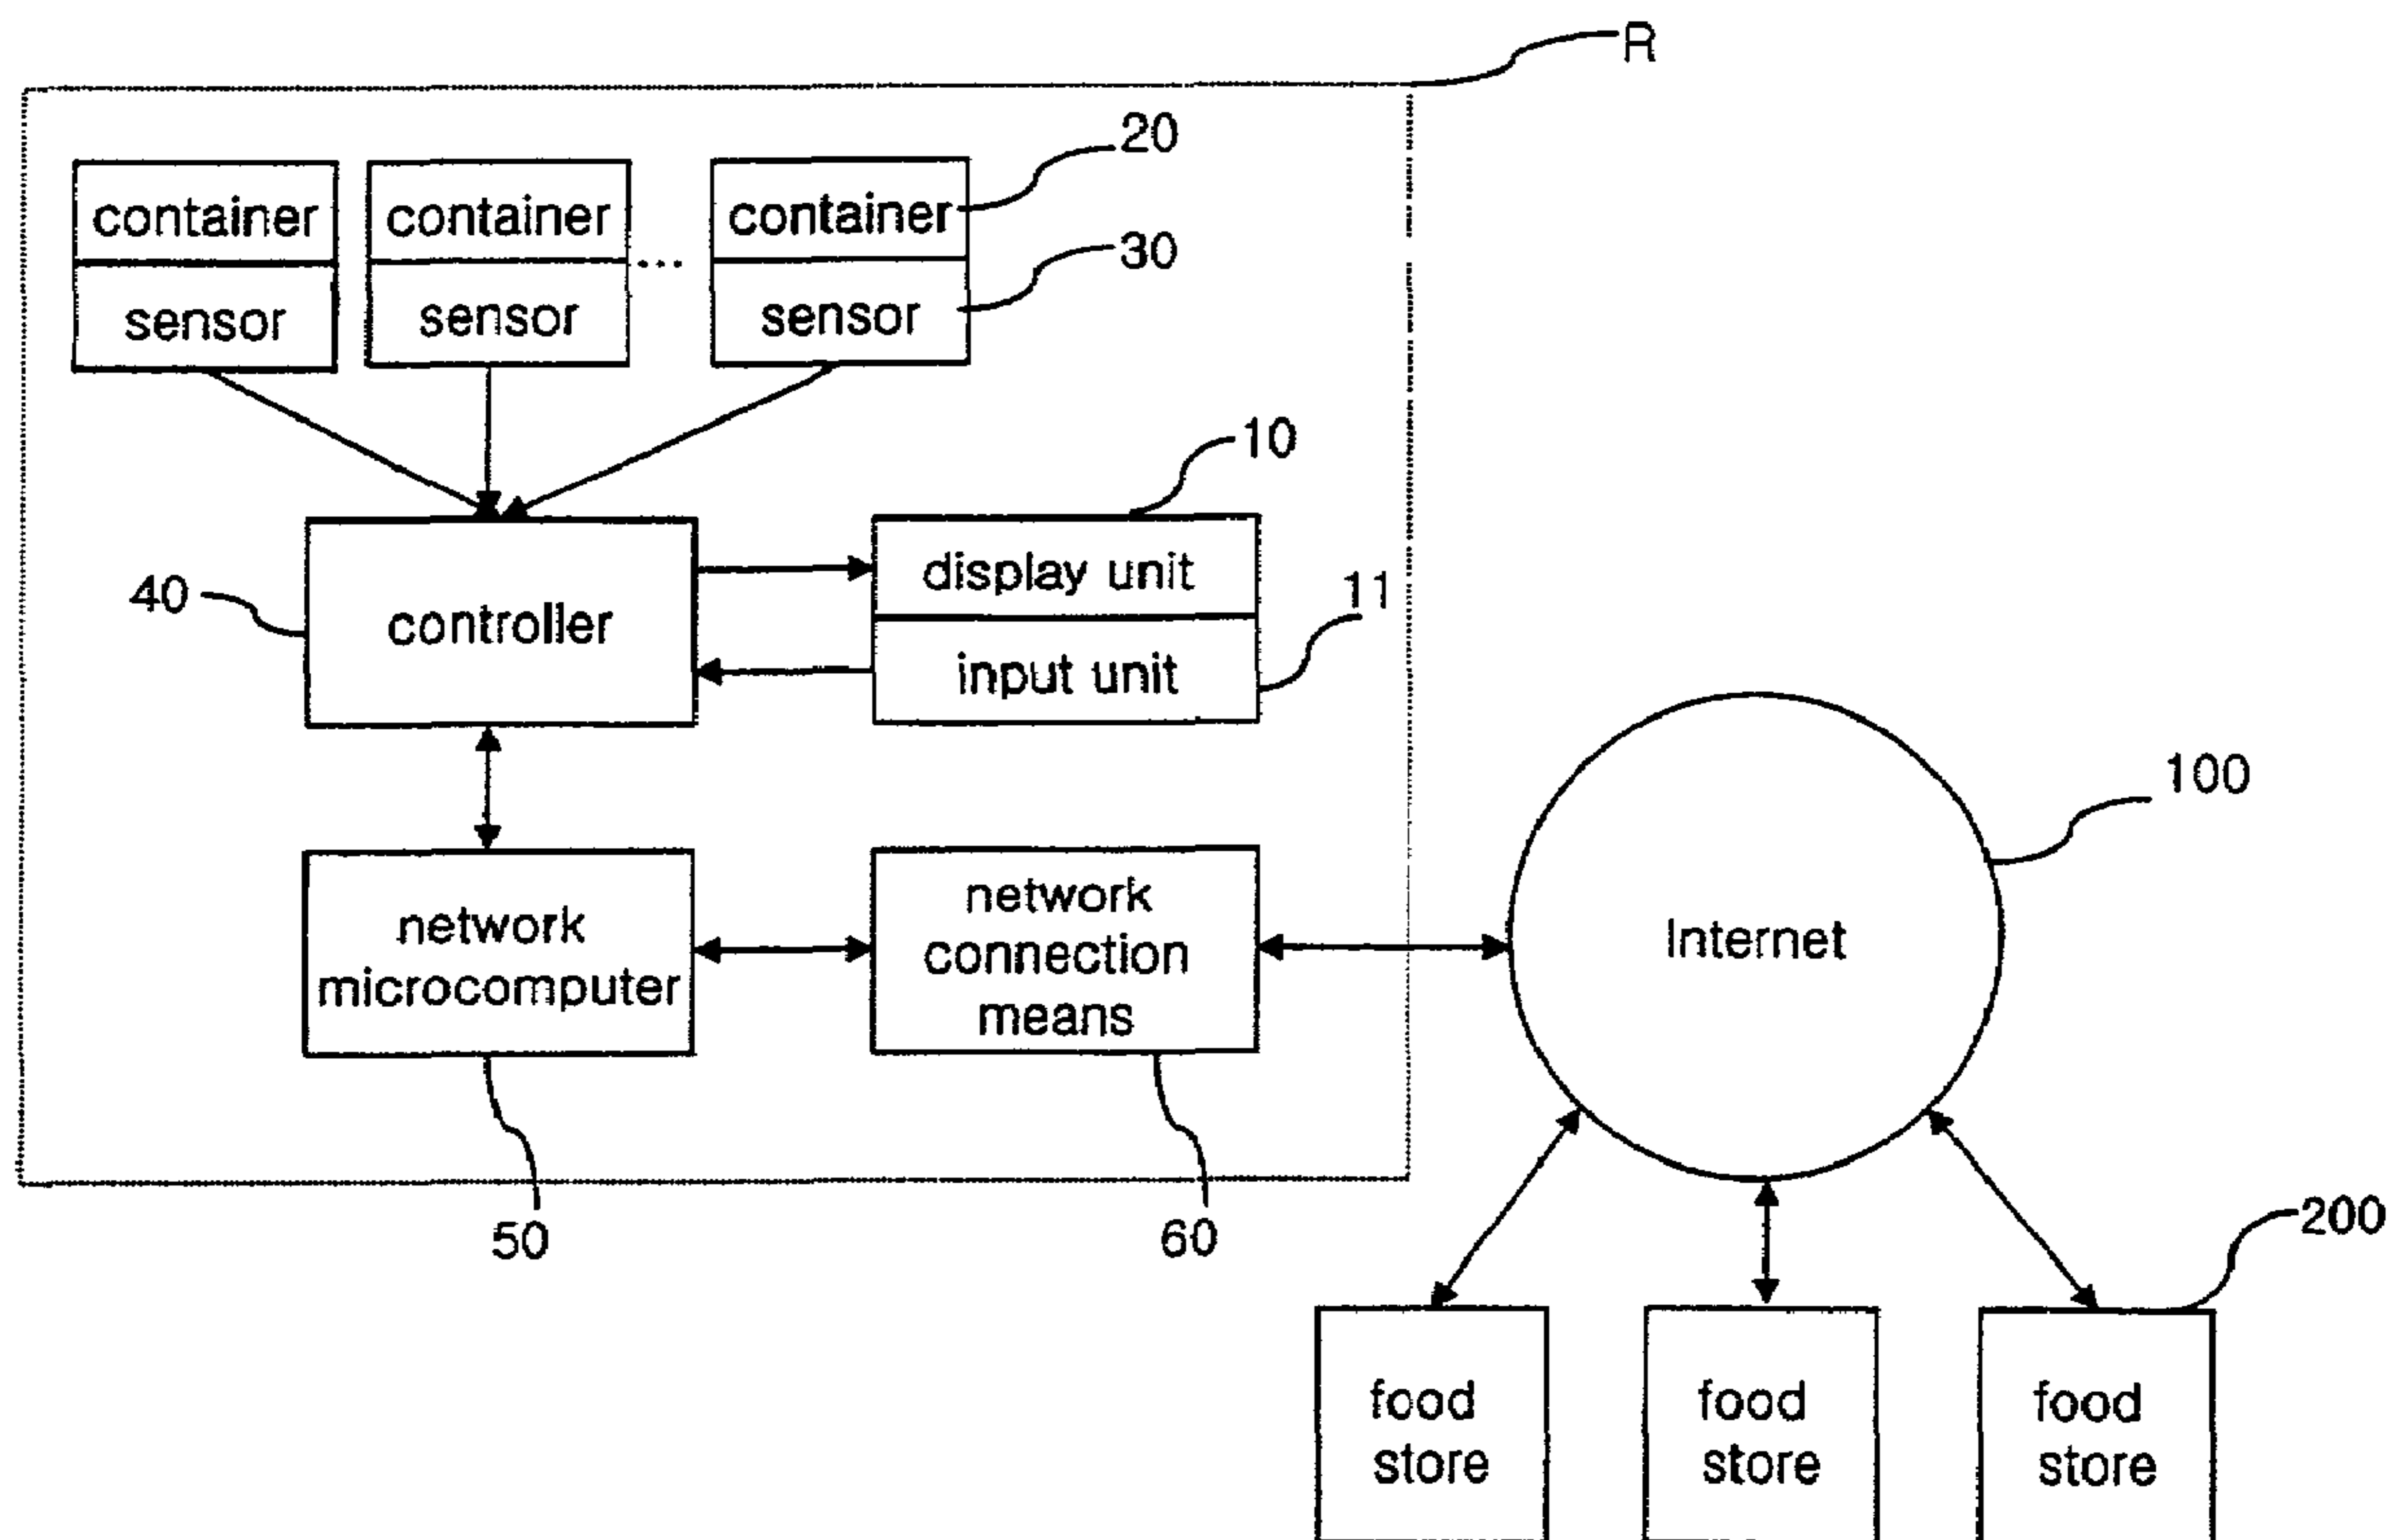 R
20
container
container
container
30
sensor
sensor
...
sensor
10
display unit
40
controller
11
input unit
100
network
microcomputer
network
connection
means
Internet
50
60
200
food
store
food
store
food
store